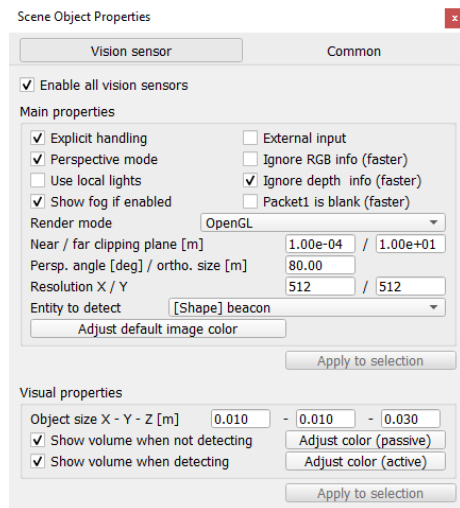 Scene Object Properties
x
Vision sensor Common
Enable all vision sensors
Main properties
Explicit handling External input
Perspective mode Ignore RGB info (faster)
Use local lights Ignore depth  info (faster)
Show fog if enabled Packet1 is blank (faster)
Render mode OpenGL
Near / far clipping plane [m] 1.00e-04 / 1.00e+01
Persp. angle [deg] / ortho. size [m] 80.00
Resolution X / Y 512 / 512
Entity to detect [Shape] beacon
Adjust default image color
Apply to selection
Visual properties
Object size X - Y - Z [m] 0.010 - 0.010 - 0.030
Show volume when not detecting Adjust color (passive)
Show volume when detecting Adjust color (active)
Apply to selection